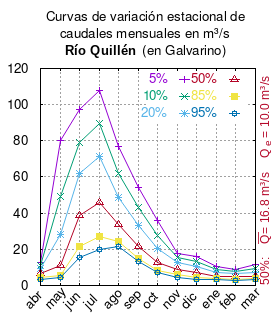 Curvas de variación estacional de
caudales mensuales en m³/s
Río Quillén (en Galvarino)
120
100
80
60
40
20
0
5% 50%
10% 85%
20% 95%
abr may jun jul ago sep oct nov dic ene feb mar
50%: Q = 16.8 m³/s Qe = 10.0 m³/s